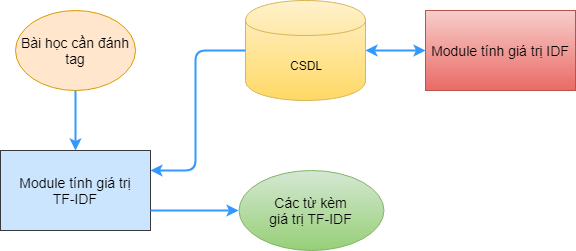 Bài học cần đánh
tag
CSDL
Module tính giá trị IDF
Module tính giá trị
TF-IDF
Các từ kèm
giá trị TF-IDF